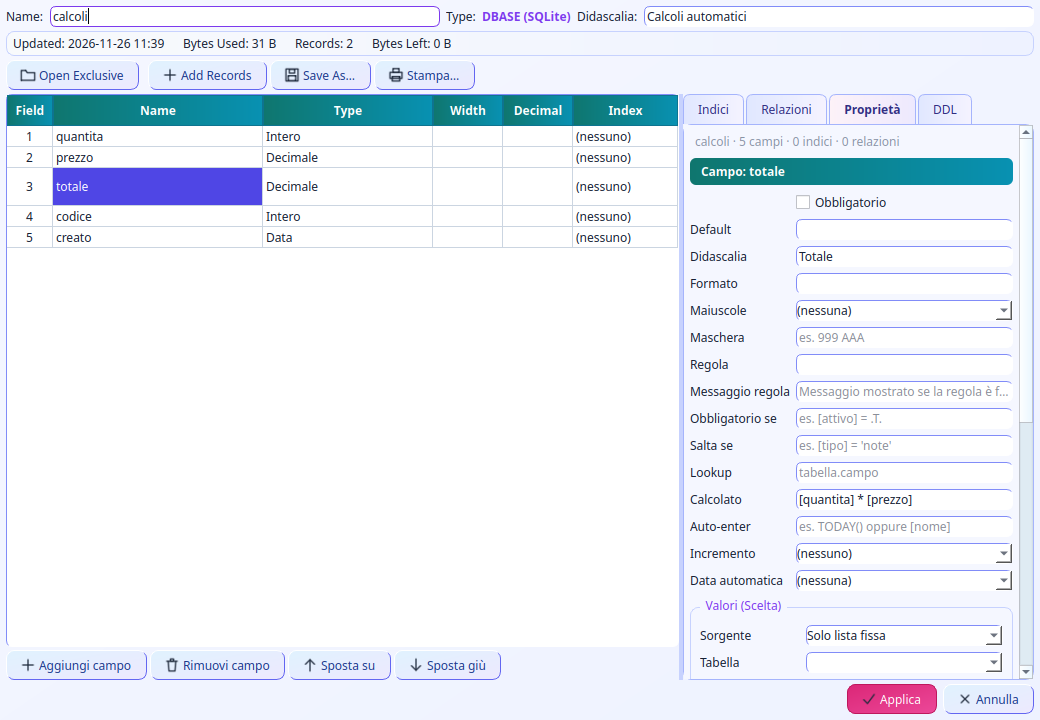 Name: calcoli Type: DBASE (SQLite) Didascalia: Calcoli automatici
Updated: 2026-11-26 11:39 Bytes Used: 31 B Records: 2 Bytes Left: 0 B
Open Exclusive Add Records Save As... Stampa...
Field Name Type Width Decimal Index
1 quantita Intero (nessuno)
2 prezzo Decimale (nessuno)
3 totale Decimale (nessuno)
4 codice Intero (nessuno)
5 creato Data (nessuno)
Aggiungi campo Rimuovi campo Sposta su Sposta giù
Indici Relazioni Proprietà DDL
calcoli · 5 campi · 0 indici · 0 relazioni
Campo: totale
Obbligatorio
Default
Didascalia Totale
Formato
Maiuscole (nessuna)
Maschera es. 999 AAA
Regola
Messaggio regola Messaggio mostrato se la regola è f...
Obbligatorio se es. [attivo] = .T.
Salta se es. [tipo] = 'note'
Lookup tabella.campo
Calcolato [quantita] * [prezzo]
Auto-enter es. TODAY() oppure [nome]
Incremento (nessuno)
Data automatica (nessuna)
Valori (Scelta)
Sorgente Solo lista fissa
Tabella
Applica Annulla